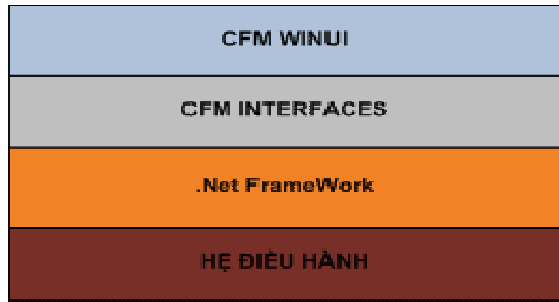 CFM WINUI
CFM INTERFACES
.Net FrameWork
HỆ ĐIỀU HÀNH